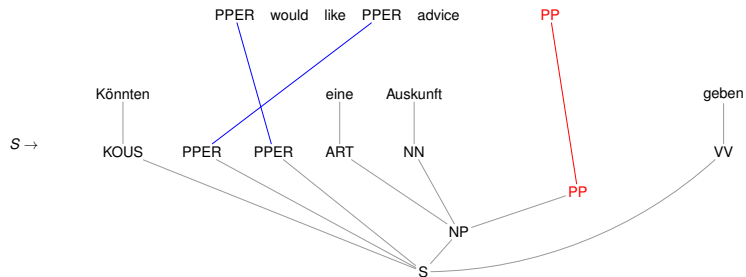 PPER would like PPER advice PP
Könnten eine Auskunft geben
S → KOUS PPER PPER ART NN VV
PP
NP
S